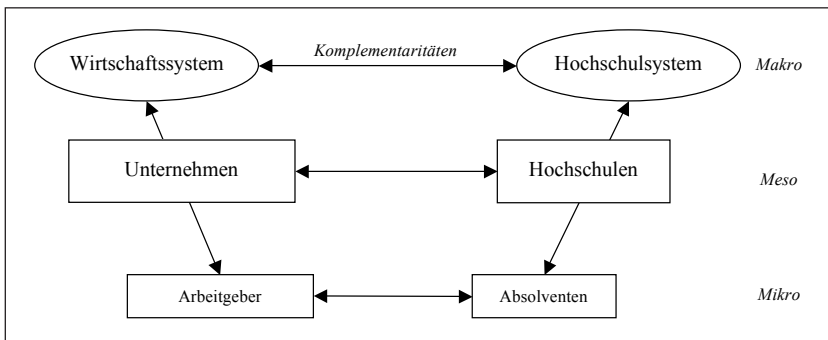 Komplementaritäten
Wirtschaftssystem
Hochschulsystem
Makro
Unternehmen
Hochschulen
Meso
Arbeitgeber
Absolventen
Mikro